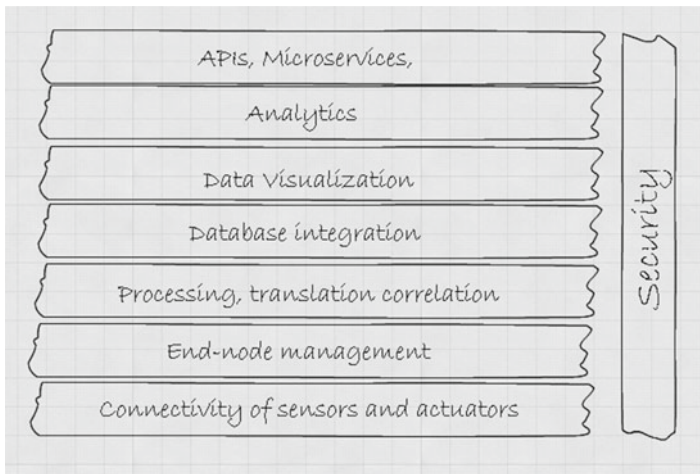 APIs, Microservices,
Analytics
Data Visualization
Database integration
Processing, translation correlation
End-node management
Connectivity of sensors and actuators
Security